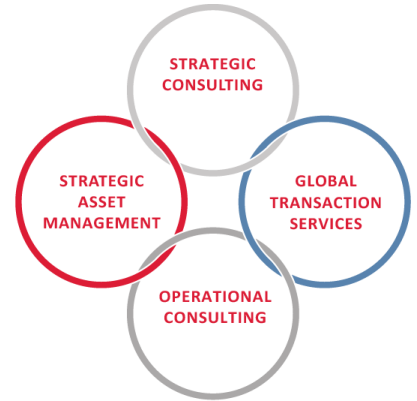 STRATEGIC
CONSULTING
STRATEGIC
ASSET
MANAGEMENT
GLOBAL
TRANSACTION
SERVICES
OPERATIONAL
CONSULTING